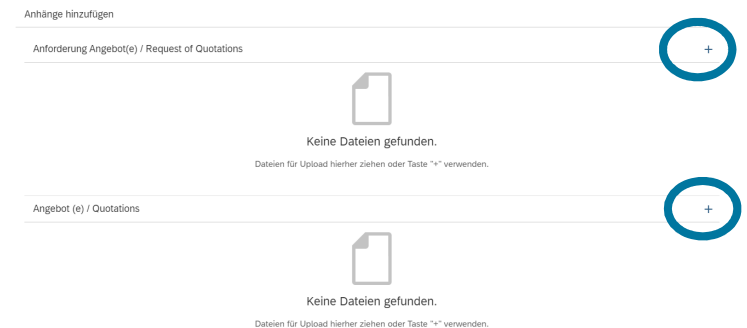 Anhänge hinzufügen
Anforderung Angebot(e) / Request of Quotations +
Keine Dateien gefunden.
Dateien für Upload hierher ziehen oder Taste "+" verwenden.
Angebot (e) / Quotations +
Keine Dateien gefunden.
Dateien für Upload hierher ziehen oder Taste "+" verwenden.